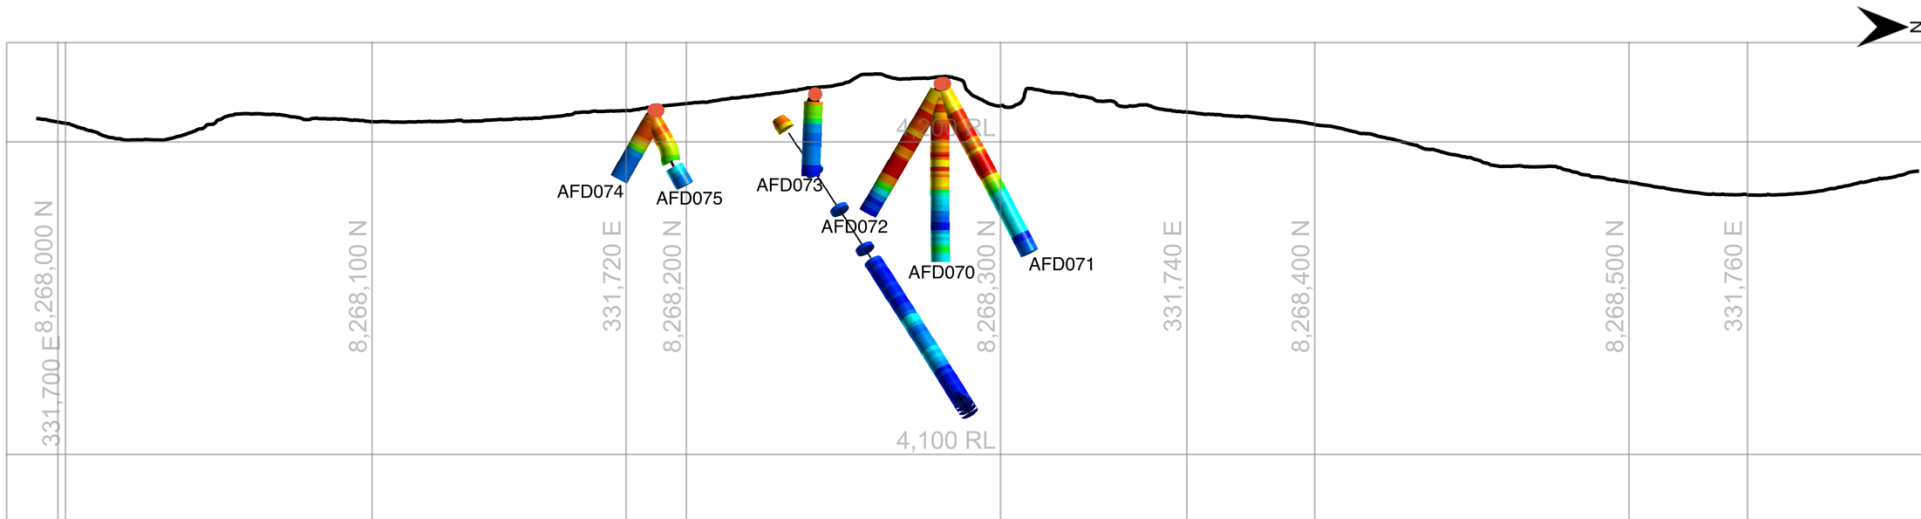 N
4,200 RL
AFD074
AFD075
AFD073
AFD072
AFD070
AFD071
331,700 E
8,268,000 N
8,268,100 N
331,720 E
8,268,200 N
8,268,300 N
331,740 E
8,268,400 N
8,268,500 N
331,760 E
4,100 RL